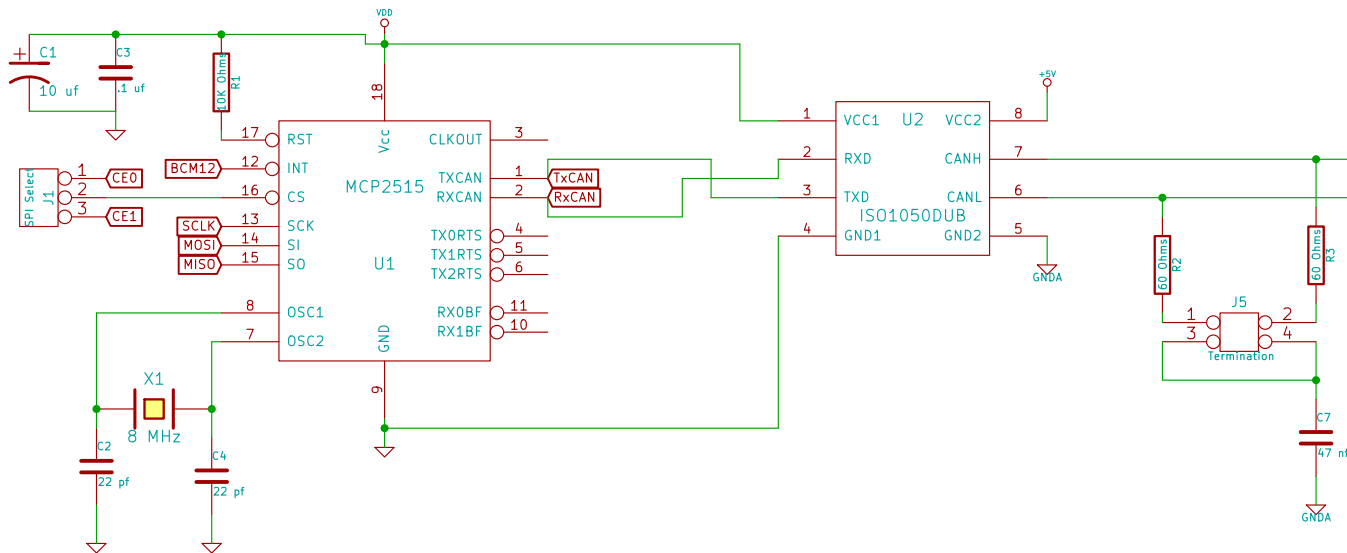 VDD
C1
10 uf
C3
.1 uf
10K Ohms
R1
18
Vcc
17
RST
12
INT
BCM12
16
CS
13
SCK
SCLK
14
SI
MOSI
15
SO
MISO
8
OSC1
7
OSC2
MCP2515
U1
GND
9
CLKOUT
3
TXCAN
1
TxCAN
RXCAN
2
RxCAN
TX0RTS
4
TX1RTS
5
TX2RTS
6
RX0BF
11
RX1BF
10
SPI Select
J1
1
CE0
2
3
CE1
X1
8 MHz
C2
22 pf
C4
22 pf
1
VCC1
U2
VCC2
8
+5V
2
RXD
CANH
7
3
TXD
CANL
6
ISO1050DUB
4
GND1
GND2
5
GNDA
60 Ohms
R2
60 Ohms
R3
J5
1
2
3
4
Termination
C7
47 nf
GNDA